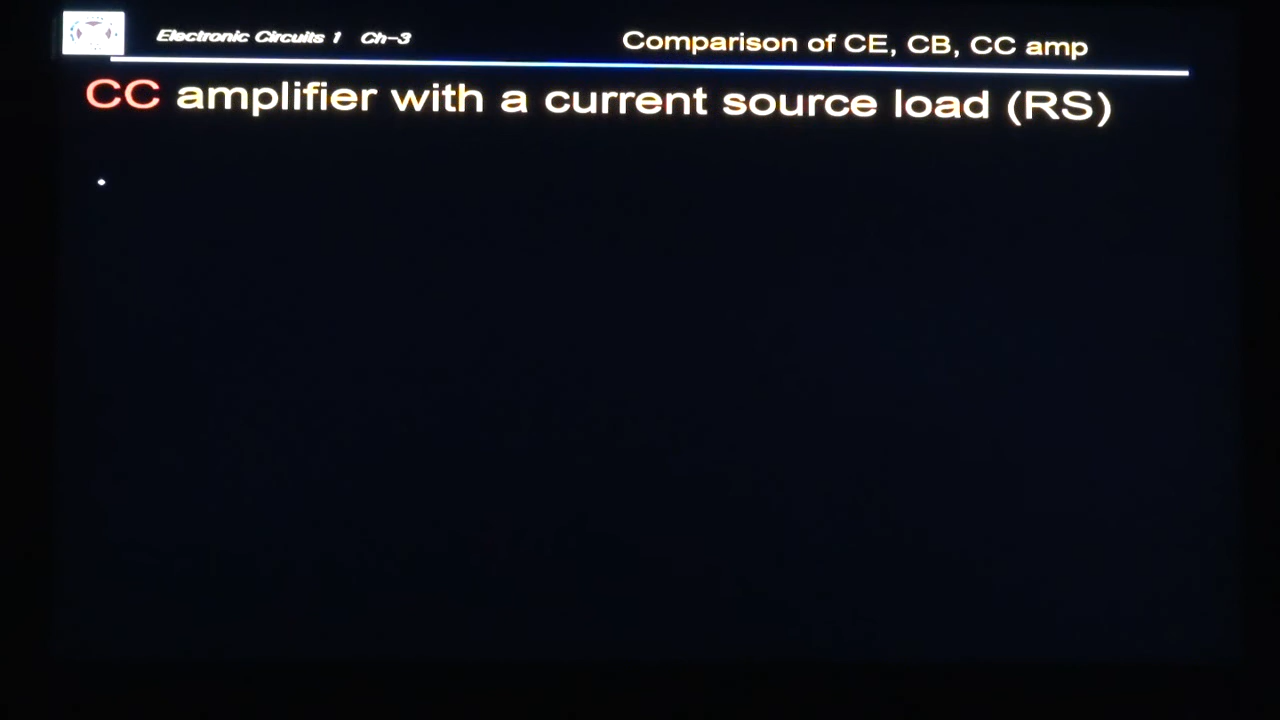 Electronic Circuits 1 Ch-3
Comparison of CE, CB, CC amp
CC amplifier with a current source load (RS)
•